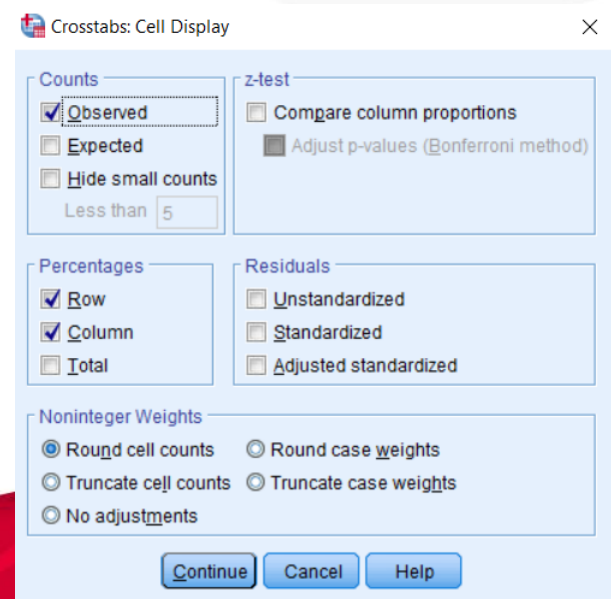 Crosstabs: Cell Display
Counts
Observed
Expected
Hide small counts
Less than 5
z-test
Compare column proportions
Adjust p-values (Bonferroni method)
Percentages
Row
Column
Total
Residuals
Unstandardized
Standardized
Adjusted standardized
Noninteger Weights
Round cell counts Round case weights
Truncate cell counts Truncate case weights
No adjustments
Continue Cancel Help